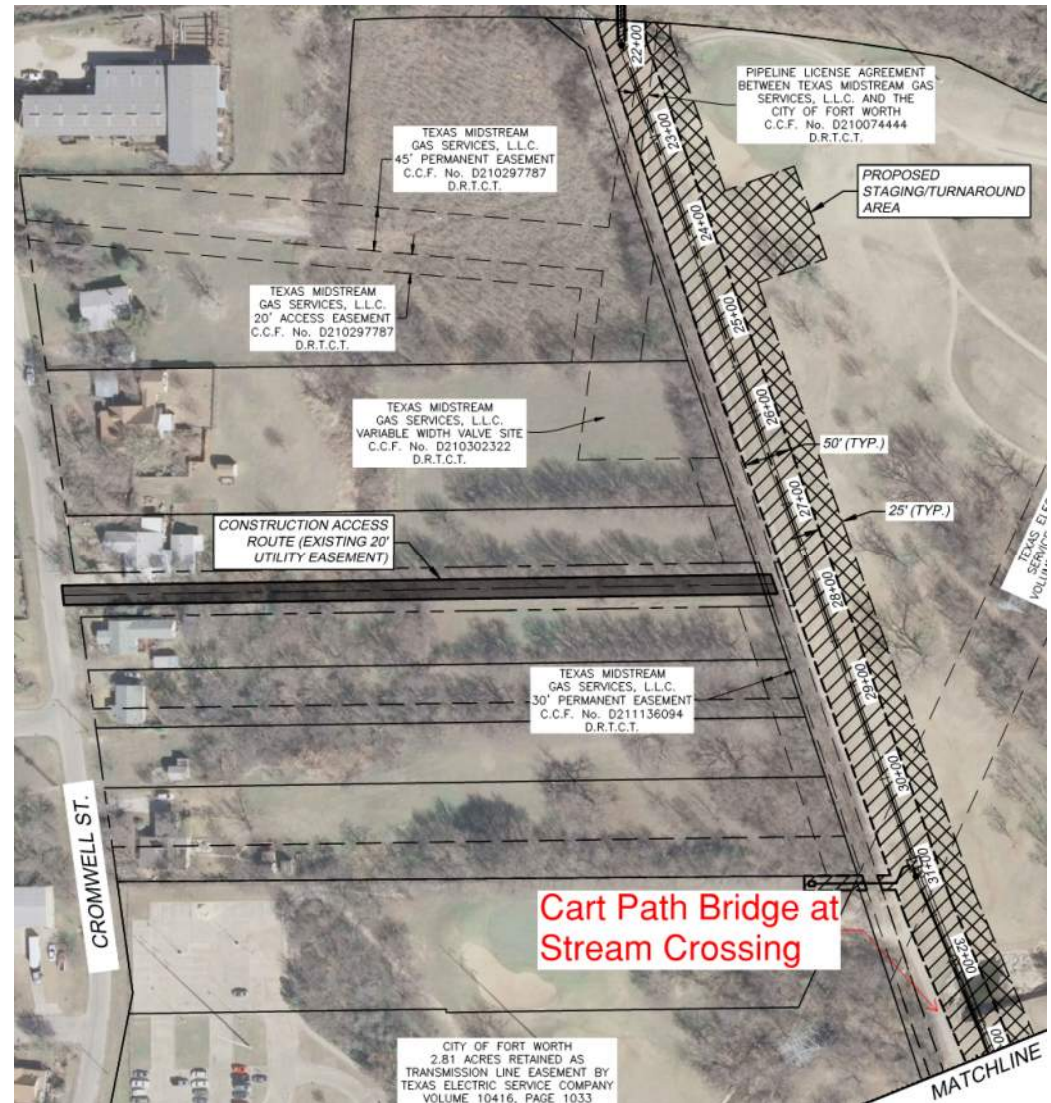 22+00
PIPELINE LICENSE AGREEMENT
BETWEEN TEXAS MIDSTREAM GAS
SERVICES, L.L.C. AND THE
CITY OF FORT WORTH
C.C.F. No. D210074444
D.R.T.C.T.
23+00
TEXAS MIDSTREAM
GAS SERVICES, L.L.C.
45' PERMANENT EASEMENT
C.C.F. No. D210297787
D.R.T.C.T.
PROPOSED
STAGING/TURNAROUND
AREA
24+00
TEXAS MIDSTREAM
GAS SERVICES, L.L.C.
20' ACCESS EASEMENT
C.C.F. No. D210297787
D.R.T.C.T.
25+00
TEXAS MIDSTREAM
GAS SERVICES, L.L.C.
VARIABLE WIDTH VALVE SITE
C.C.F. No. D210302322
D.R.T.C.T.
26+00
50' (TYP.)
27+00
25' (TYP.)
CONSTRUCTION ACCESS
ROUTE (EXISTING 20'
UTILITY EASEMENT)
28+00
TEXAS ELEC
SERVICE
VOLUM
TEXAS MIDSTREAM
GAS SERVICES, L.L.C.
30' PERMANENT EASEMENT
C.C.F. No. D211136094
D.R.T.C.T.
29+00
30+00
31+00
CROMWELL ST.
Cart Path Bridge at
Stream Crossing
32+00
00
MATCHLINE
CITY OF FORT WORTH
2.81 ACRES RETAINED AS
TRANSMISSION LINE EASEMENT BY
TEXAS ELECTRIC SERVICE COMPANY
VOLUME 10416, PAGE 1033